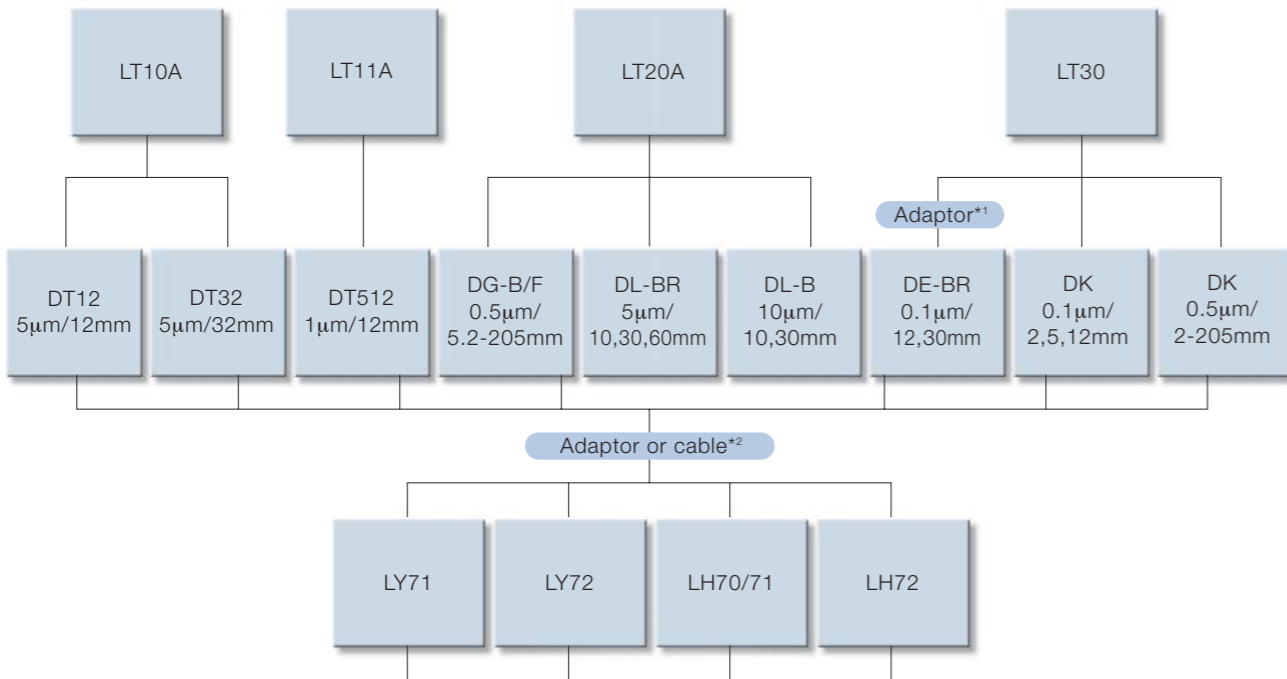 LT10A
LT11A
LT20A
LT30
Adaptor*1
DT12
5μm/12mm
DT32
5μm/32mm
DT512
1μm/12mm
DG-B/F
0.5μm/
5.2-205mm
DL-BR
5μm/
10,30,60mm
DL-B
10μm/
10,30mm
DE-BR
0.1μm/
12,30mm
DK
0.1μm/
2,5,12mm
DK
0.5μm/
2-205mm
Adaptor or cable*2
LY71
LY72
LH70/71
LH72